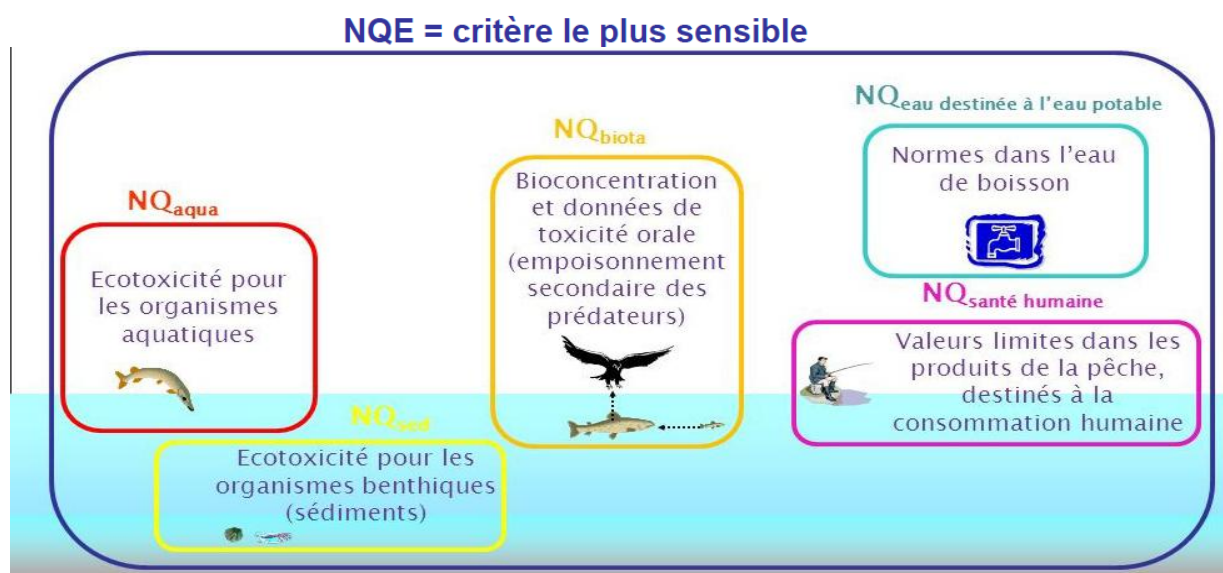 NQE = critère le plus sensible
NQeau destinée à l'eau potable
Normes dans l'eau
de boisson
NQbiota
Bioconcentration
et données de
toxicité orale
(empoisonnement
secondaire des
prédateurs)
NQaqua
Ecotoxicité pour
les organismes
aquatiques
NQsanté humaine
Valeurs limites dans les
produits de la pêche,
destinés à la
consommation humaine
NQsed
Ecotoxicité pour les
organismes benthiques
(sédiments)